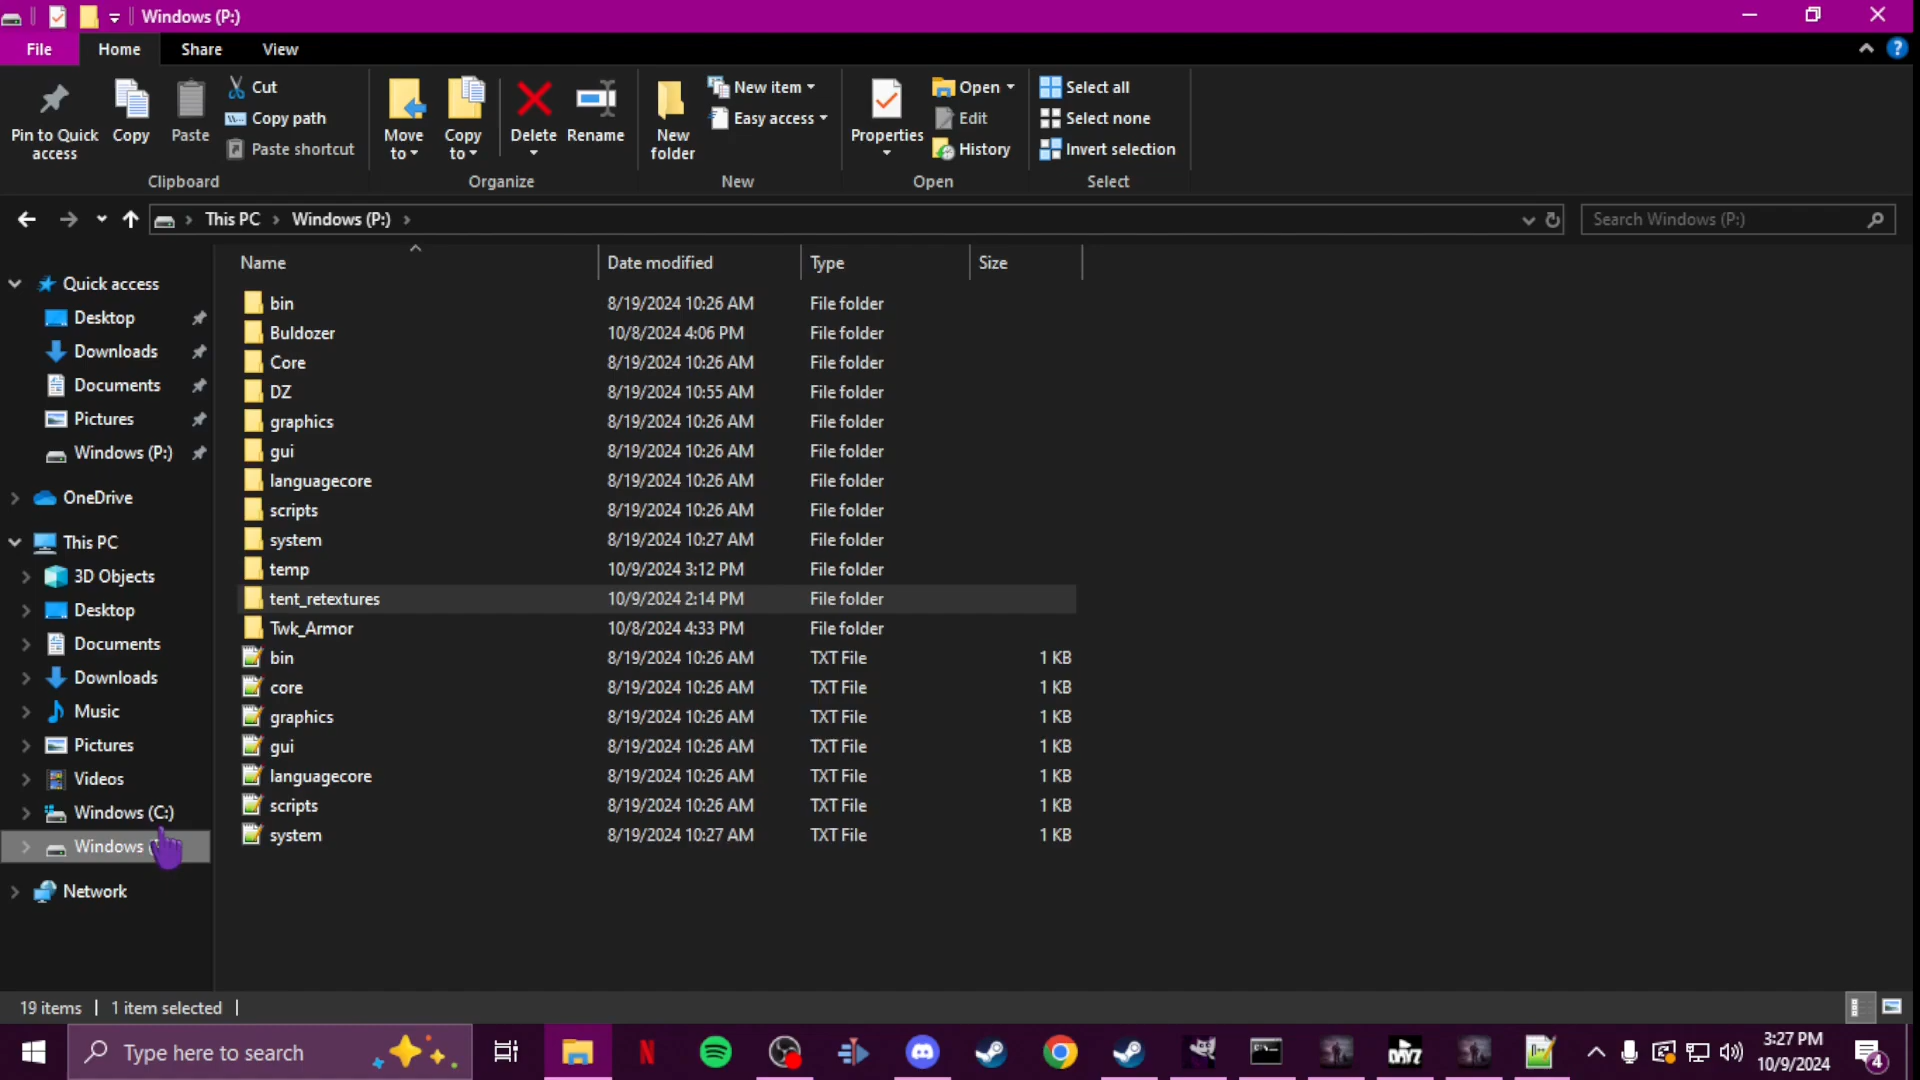 Windows (P:)
File Home Share View
Pin to Quick access
Copy
Paste
Cut
Copy path
Paste shortcut
Clipboard
Move to
Copy to
Delete
Rename
Organize
New folder
New item
Easy access
New
Properties
Open
Edit
History
Open
Select all
Select none
Invert selection
Select
This PC > Windows (P:) >
Search Windows (P:)
Quick access
Desktop
Downloads
Documents
Pictures
Windows (P:)
OneDrive
This PC
3D Objects
Desktop
Documents
Downloads
Music
Pictures
Videos
Windows (C:)
Windows
Network
Name Date modified Type Size
bin 8/19/2024 10:26 AM File folder
Buldozer 10/8/2024 4:06 PM File folder
Core 8/19/2024 10:26 AM File folder
DZ 8/19/2024 10:55 AM File folder
graphics 8/19/2024 10:26 AM File folder
gui 8/19/2024 10:26 AM File folder
languagecore 8/19/2024 10:26 AM File folder
scripts 8/19/2024 10:26 AM File folder
system 8/19/2024 10:27 AM File folder
temp 10/9/2024 3:12 PM File folder
tent_retextures 10/9/2024 2:14 PM File folder
Twk_Armor 10/8/2024 4:33 PM File folder
bin 8/19/2024 10:26 AM TXT File 1 KB
core 8/19/2024 10:26 AM TXT File 1 KB
graphics 8/19/2024 10:26 AM TXT File 1 KB
gui 8/19/2024 10:26 AM TXT File 1 KB
languagecore 8/19/2024 10:26 AM TXT File 1 KB
scripts 8/19/2024 10:26 AM TXT File 1 KB
system 8/19/2024 10:27 AM TXT File 1 KB
19 items | 1 item selected |
Type here to search
3:27 PM
10/9/2024
4